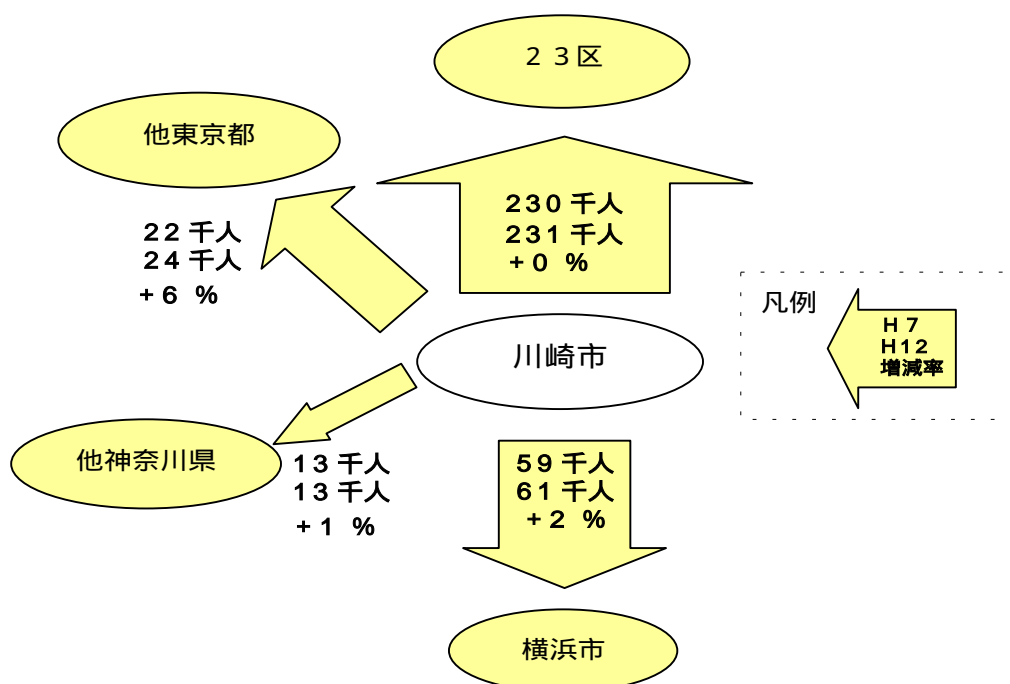 ２３区
他東京都
230 千人
231 千人
+0 %
22 千人
24 千人
+6 %
凡例
H 7
H12
増減率
川崎市
他神奈川県
13 千人
13 千人
+1 %
59 千人
61 千人
+2 %
横浜市